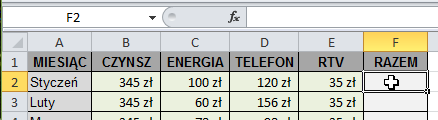 F2 fx
A B C D E F
1 MIESIĄC CZYNSZ ENERGIA TELEFON RTV RAZEM
2 Styczeń 345 zł 100 zł 120 zł 35 zł
3 Luty 345 zł 60 zł 156 zł 35 zł